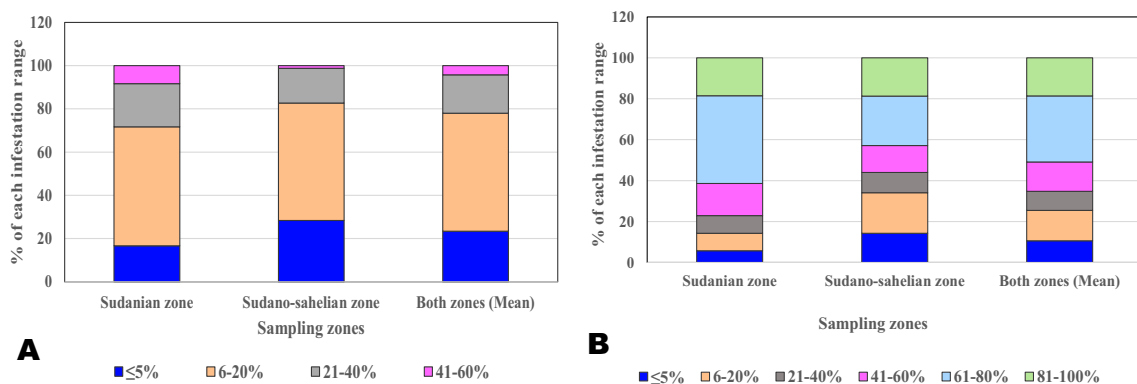 % of each infestation range
120
100
80
60
40
20
0
Sudanian zone Sudano-sahelian zone Both zones (Mean)
Sampling zones
A
≤5% 6-20% 21-40% 41-60%
% of each infestation range
120
100
80
60
40
20
0
Sudanian zone Sudano-sahelian zone Both zones (Mean)
Sampling zones
B
≤5% 6-20% 21-40% 41-60% 61-80% 81-100%